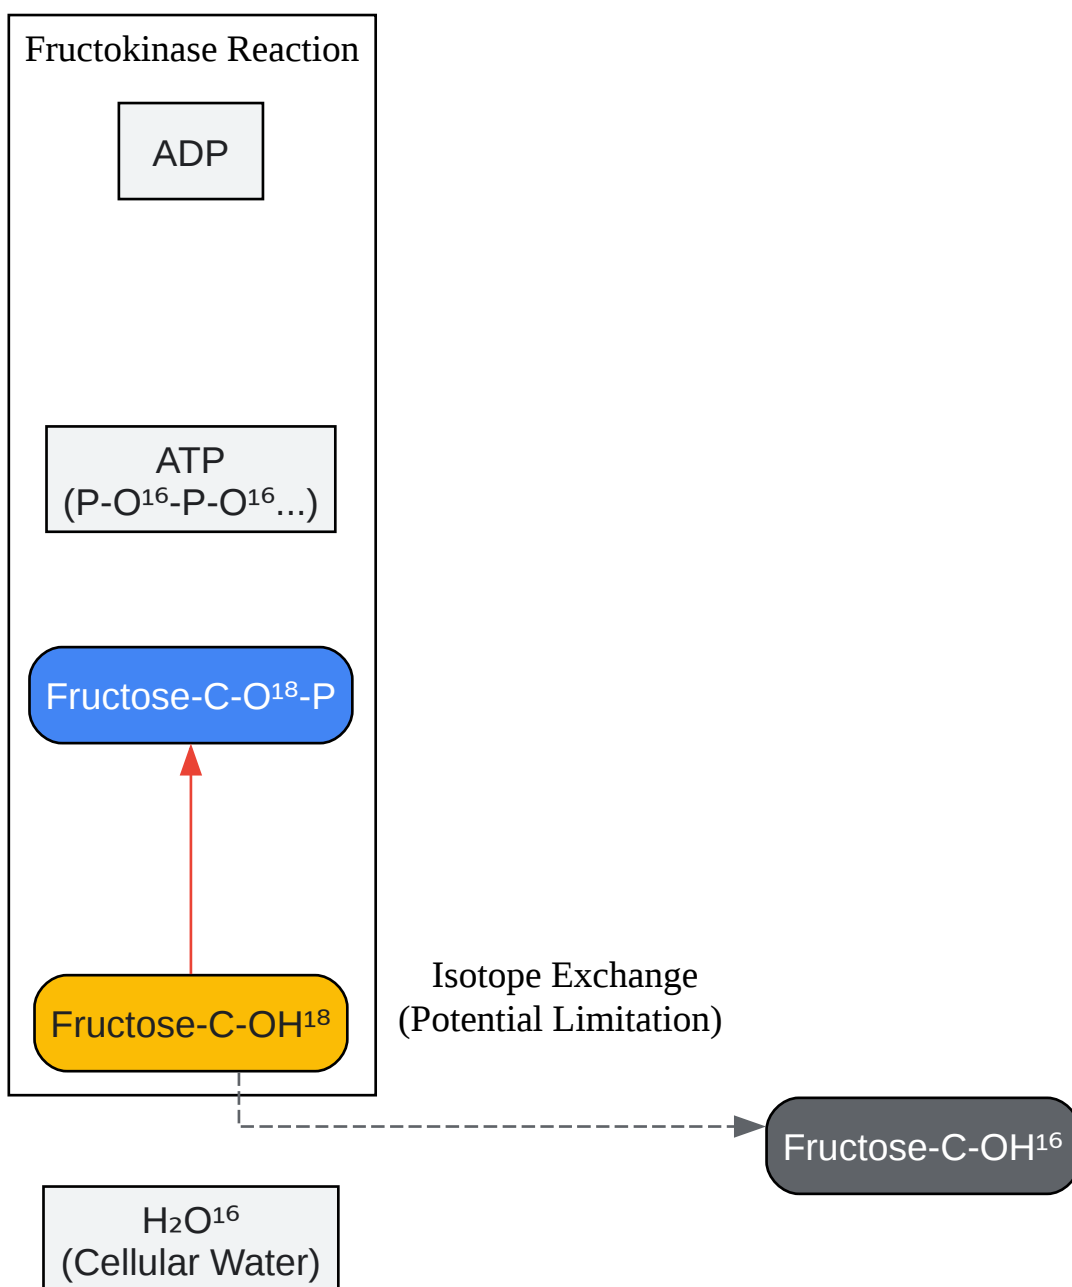 Fructokinase Reaction
ADP
ATP
(P-O¹⁶-P-O¹⁶...)
Fructose-C-O¹⁸-P
Fructose-C-OH¹⁸
Isotope Exchange
(Potential Limitation)
Fructose-C-OH¹⁶
H₂O¹⁶
(Cellular Water)